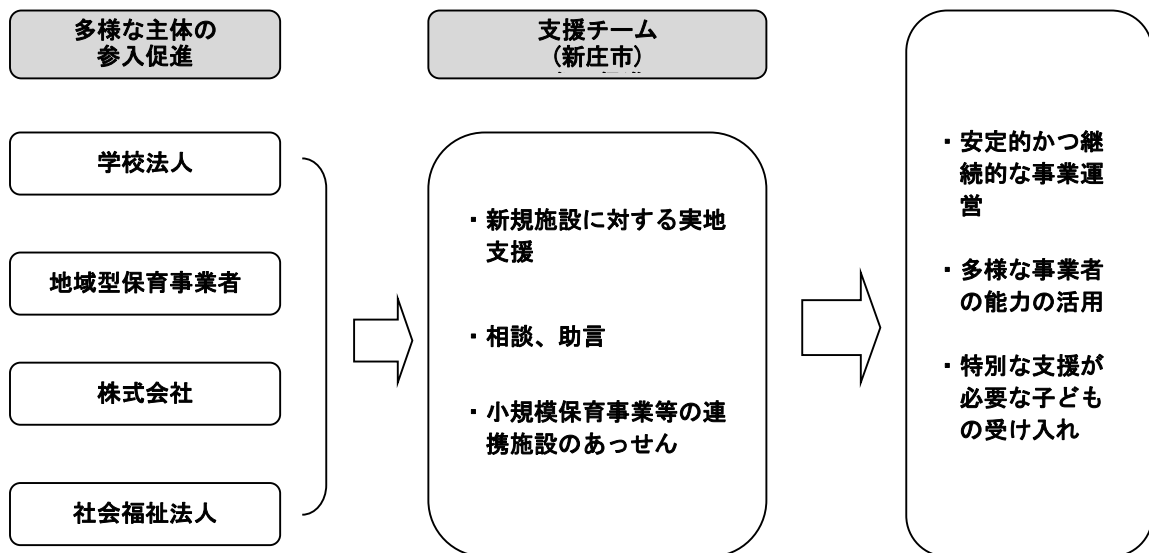 多様な主体の
参入促進
学校法人
地域型保育事業者
株式会社
社会福祉法人
支援チーム
(新庄市)
・新規施設に対する実地
支援
・相談、助言
・小規模保育事業等の連
携施設のあっせん
・安定的かつ継
続的な事業運
営
・多様な事業者
の能力の活用
・特別な支援が
必要な子ども
の受け入れ